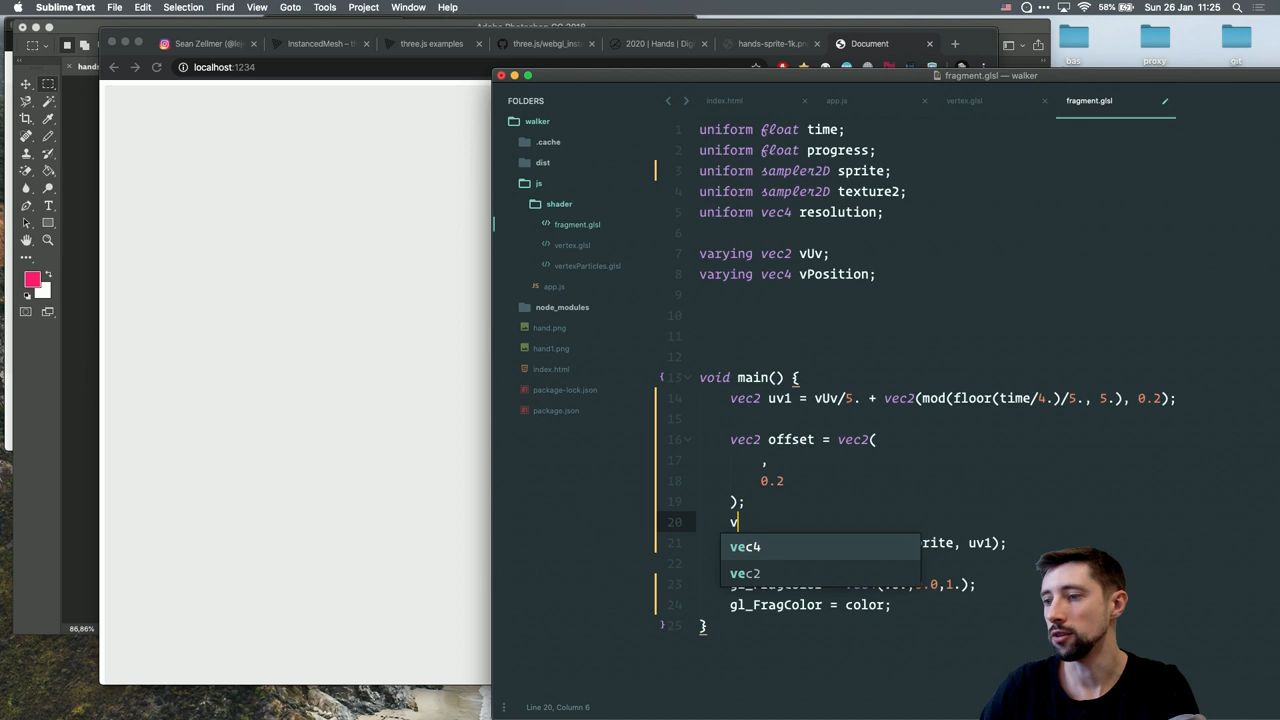 Sublime Text File Edit Selection Find View Goto Tools Project Window Help
58% Sun 26 Jan 11:25
Adobe Photoshop CC 2018
Sean Zellmer (@lej
InstancedMesh – th
three.js examples
three.js/webgl_inst
2020 | Hands | Digi
hands-sprite-1k.pn
Document
localhost:1234
bas
proxy
git
hand
86,86%
fragment.glsl — walker
FOLDERS
walker
.cache
dist
js
shader
fragment.glsl
vertex.glsl
vertexParticles.glsl
app.js
node_modules
hand.png
hand1.png
index.html
package-lock.json
package.json
index.html
app.js
vertex.glsl
fragment.glsl
1 uniform float time;
2 uniform float progress;
3 uniform sampler2D sprite;
4 uniform sampler2D texture2;
5 uniform vec4 resolution;
6
7 varying vec2 vUv;
8 varying vec4 vPosition;
9
10
11
12
13 void main() {
14 vec2 uv1 = vUv/5. + vec2(mod(floor(time/4.)/5., 5.), 0.2);
15
16 vec2 offset = vec2(
17 ,
18 0.2
19 );
20 v
vec4
vec2
21 rite, uv1);
22
23 .0,1.);
24 gl_FragColor = color;
25 }
Line 20, Column 6